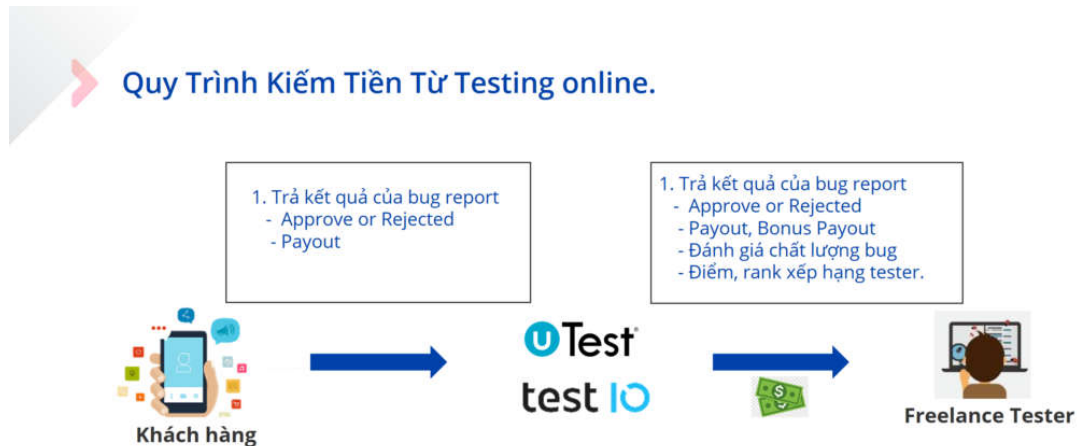 Quy Trình Kiếm Tiền Từ Testing online.
1. Trả kết quả của bug report
- Approve or Rejected
- Payout
1. Trả kết quả của bug report
- Approve or Rejected
- Payout, Bonus Payout
- Đánh giá chất lượng bug
- Điểm, rank xếp hạng tester.
uTest
test IO
Khách hàng
Freelance Tester